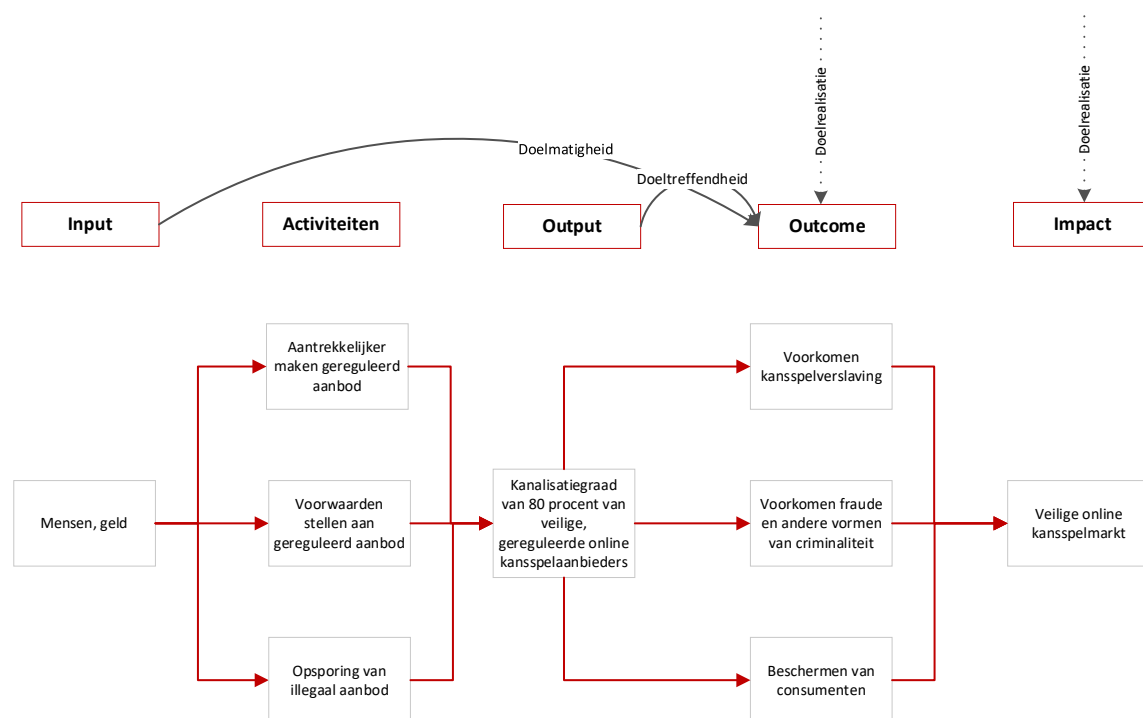 Doelrealisatie
Doelrealisatie
Doelmatigheid
Doeltreffendheid
Input
Activiteiten
Output
Outcome
Impact
Aantrekkelijker
maken gereguleerd
aanbod
Voorkomen
kansspelverslaving
Mensen, geld
Voorwaarden
stellen aan
gereguleerd aanbod
Kanalisatiegraad
van 80 procent van
veilige,
gereguleerde online
kansspelaanbieders
Voorkomen fraude
en andere vormen
van criminaliteit
Veilige online
kansspelmarkt
Opsporing van
illegaal aanbod
Beschermen van
consumenten